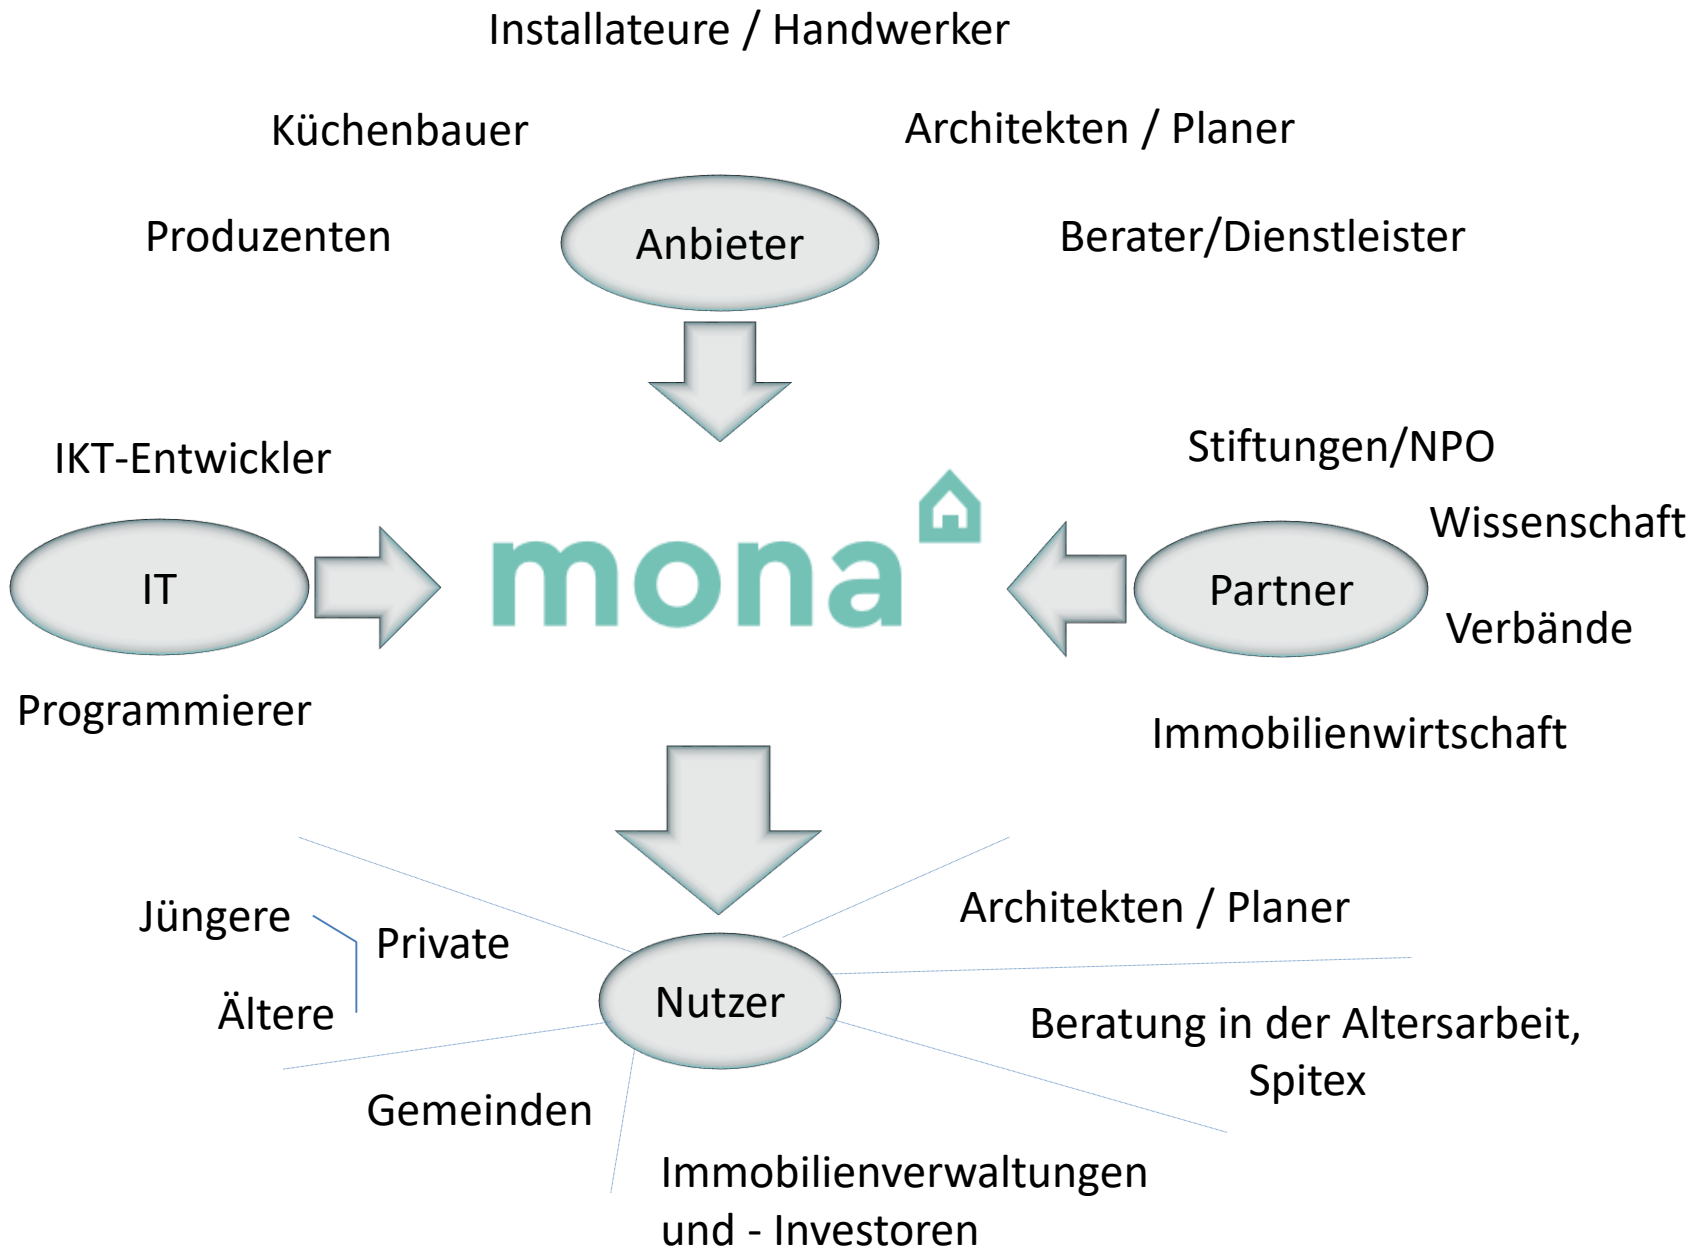 Installateure / Handwerker
Küchenbauer
Architekten / Planer
Produzenten
Anbieter
Berater/Dienstleister
IKT-Entwickler
Stiftungen/NPO
mona
Wissenschaft
IT
Partner
Verbände
Programmierer
Immobilienwirtschaft
Jüngere
Private
Architekten / Planer
Ältere
Nutzer
Beratung in der Altersarbeit,
Spitex
Gemeinden
Immobilienverwaltungen
und - Investoren